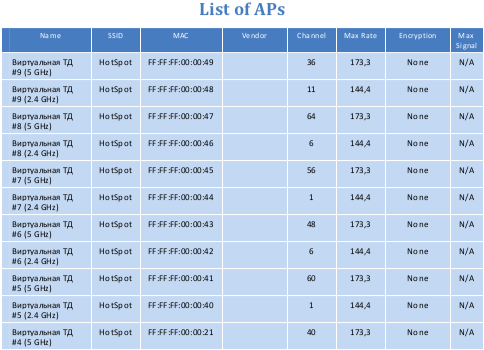 List of APs
Name SSID MAC Vendor Channel Max Rate Encryption Max
Signal
Виртуальная ТД HotSpot FF:FF:FF:00:00:49 36 173,3 None N/A
#9 (5 GHz)
Виртуальная ТД HotSpot FF:FF:FF:00:00:48 11 144,4 None N/A
#9 (2.4 GHz)
Виртуальная ТД HotSpot FF:FF:FF:00:00:47 64 173,3 None N/A
#8 (5 GHz)
Виртуальная ТД HotSpot FF:FF:FF:00:00:46 6 144,4 None N/A
#8 (2.4 GHz)
Виртуальная ТД HotSpot FF:FF:FF:00:00:45 56 173,3 None N/A
#7 (5 GHz)
Виртуальная ТД HotSpot FF:FF:FF:00:00:44 1 144,4 None N/A
#7 (2.4 GHz)
Виртуальная ТД HotSpot FF:FF:FF:00:00:43 48 173,3 None N/A
#6 (5 GHz)
Виртуальная ТД HotSpot FF:FF:FF:00:00:42 6 144,4 None N/A
#6 (2.4 GHz)
Виртуальная ТД HotSpot FF:FF:FF:00:00:41 60 173,3 None N/A
#5 (5 GHz)
Виртуальная ТД HotSpot FF:FF:FF:00:00:40 1 144,4 None N/A
#5 (2.4 GHz)
Виртуальная ТД HotSpot FF:FF:FF:00:00:21 40 173,3 None N/A
#4 (5 GHz)